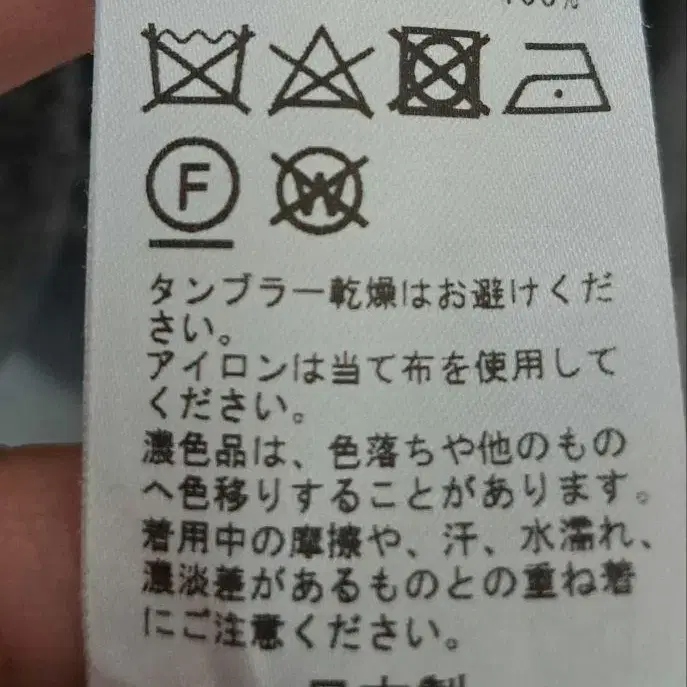 100%
F
W
タンブラー乾燥はお避けくだ
さい。
アイロンは当て布を使用して
ください。
濃色品は、色落ちや他のもの
へ色移りすることがあります。
着用中の摩擦や、汗、水濡れ、
濃淡差があるものとの重ね着
にご注意ください。
日本製